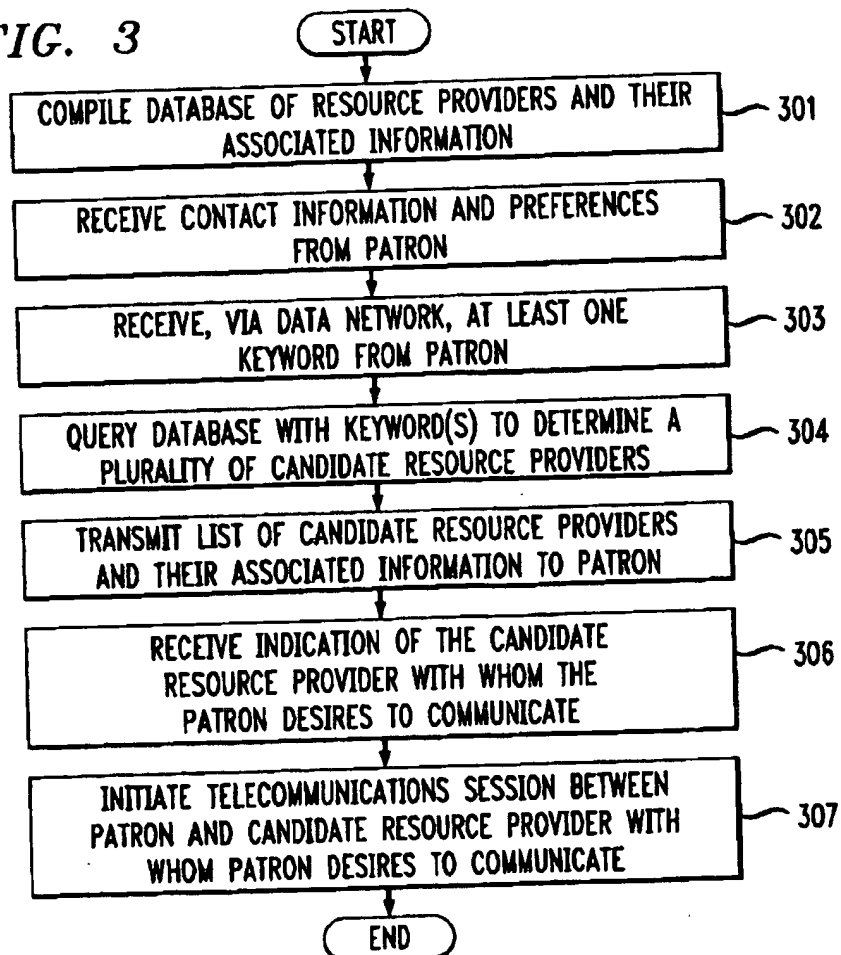 FIG. 3
START
COMPILE DATABASE OF RESOURCE PROVIDERS AND THEIR
ASSOCIATED INFORMATION
301
RECEIVE CONTACT INFORMATION AND PREFERENCES
FROM PATRON
302
RECEIVE, VIA DATA NETWORK, AT LEAST ONE
KEYWORD FROM PATRON
303
QUERY DATABASE WITH KEYWORD(S) TO DETERMINE A
PLURALITY OF CANDIDATE RESOURCE PROVIDERS
304
TRANSMIT LIST OF CANDIDATE RESOURCE PROVIDERS
AND THEIR ASSOCIATED INFORMATION TO PATRON
305
RECEIVE INDICATION OF THE CANDIDATE
RESOURCE PROVIDER WITH WHOM THE
PATRON DESIRES TO COMMUNICATE
306
INITIATE TELECOMMUNICATIONS SESSION BETWEEN
PATRON AND CANDIDATE RESOURCE PROVIDER WITH
WHOM PATRON DESIRES TO COMMUNICATE
307
END